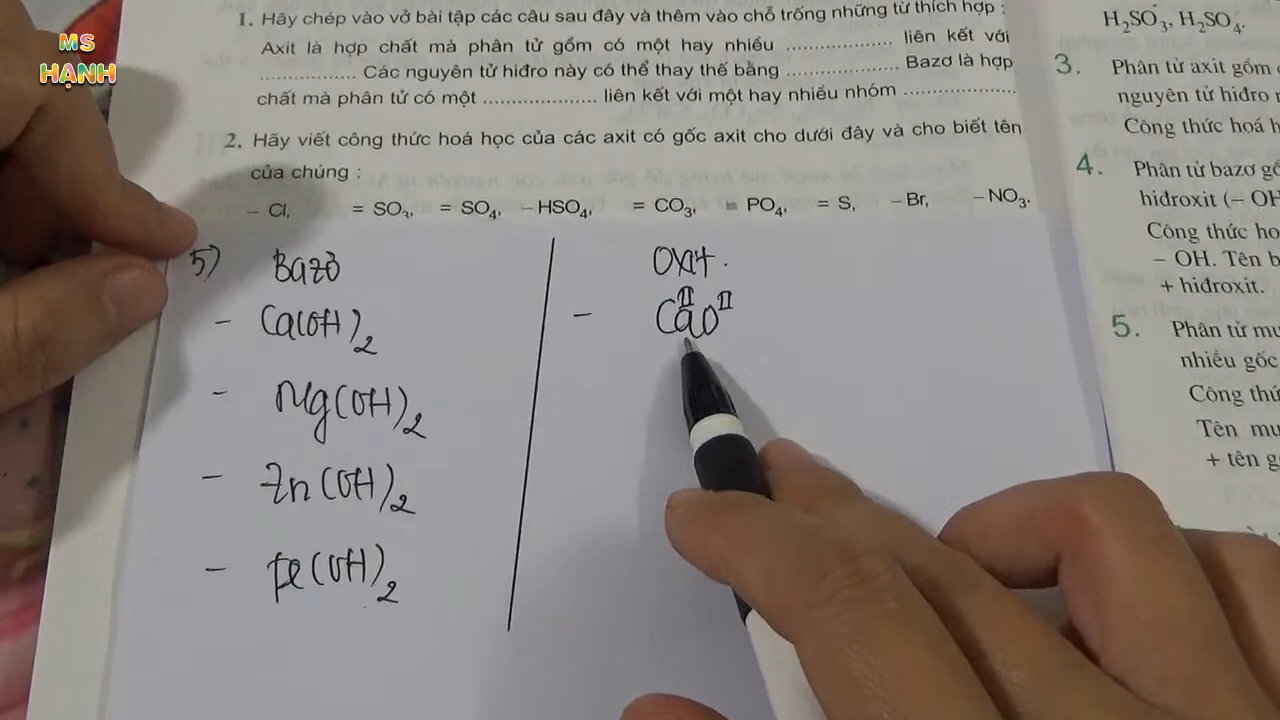 MS
HẠNH
1. Hãy chép vào vở bài tập các câu sau đây và thêm vào chỗ trống những từ thích hợp :
Axit là hợp chất mà phân tử gồm có một hay nhiều ................... liên kết với
................. Các nguyên tử hiđro này có thể thay thế bằng .................... Bazơ là hợp
chất mà phân tử có một .................... liên kết với một hay nhiều nhóm ....................
2. Hãy viết công thức hoá học của các axit có gốc axit cho dưới đây và cho biết tên
của chúng :
– Cl, = SO₃, = SO₄, – HSO₄, = CO₃, ≡ PO₄, = S, – Br, – NO₃.
5) Bazơ
– Ca(OH)₂
– Mg(OH)₂
– Zn(OH)₂
– Fe(OH)₂
Oxit.
– Ca^II O^II
H₂SO₃, H₂SO₄.
3. Phân tử axit gồm
nguyên tử hiđro
Công thức hoá
4. Phân tử bazơ
hiđroxit (– OH
Công thức
– OH. Tên
+ hiđroxit.
5. Phân tử
nhiều gốc
Công
Tên
+ tên